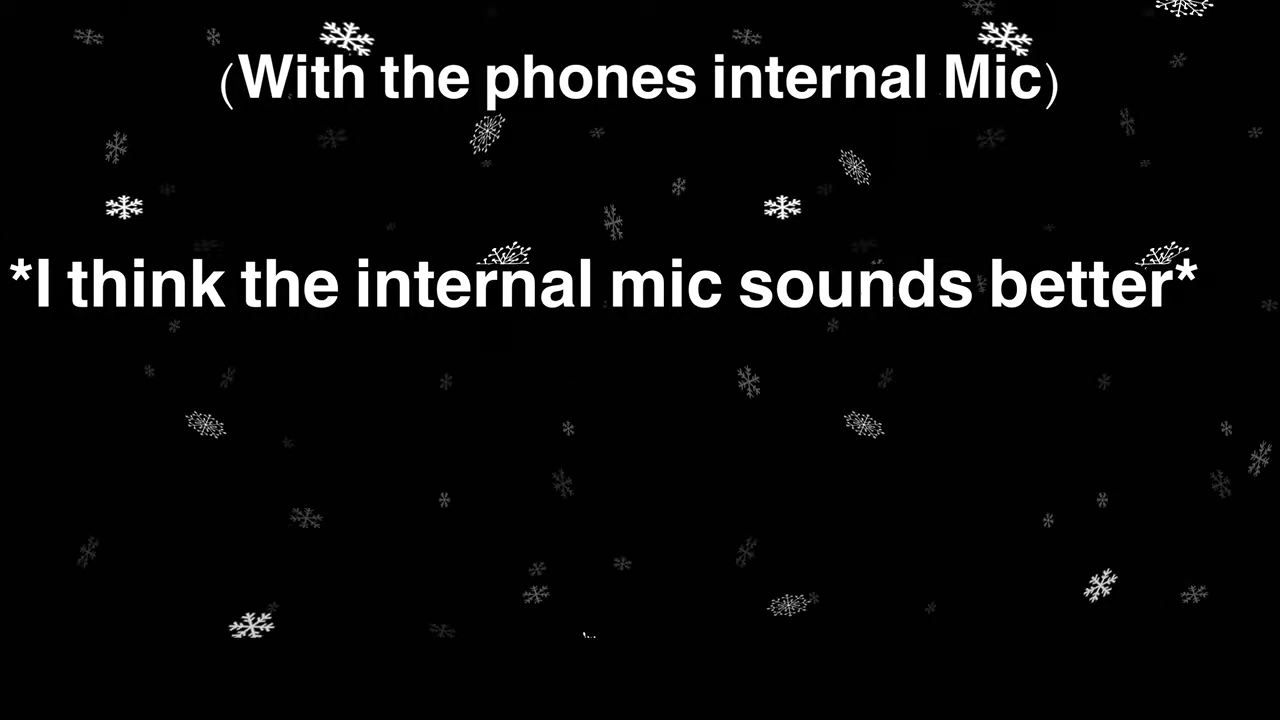 (With the phones internal Mic)
*I think the internal mic sounds better*